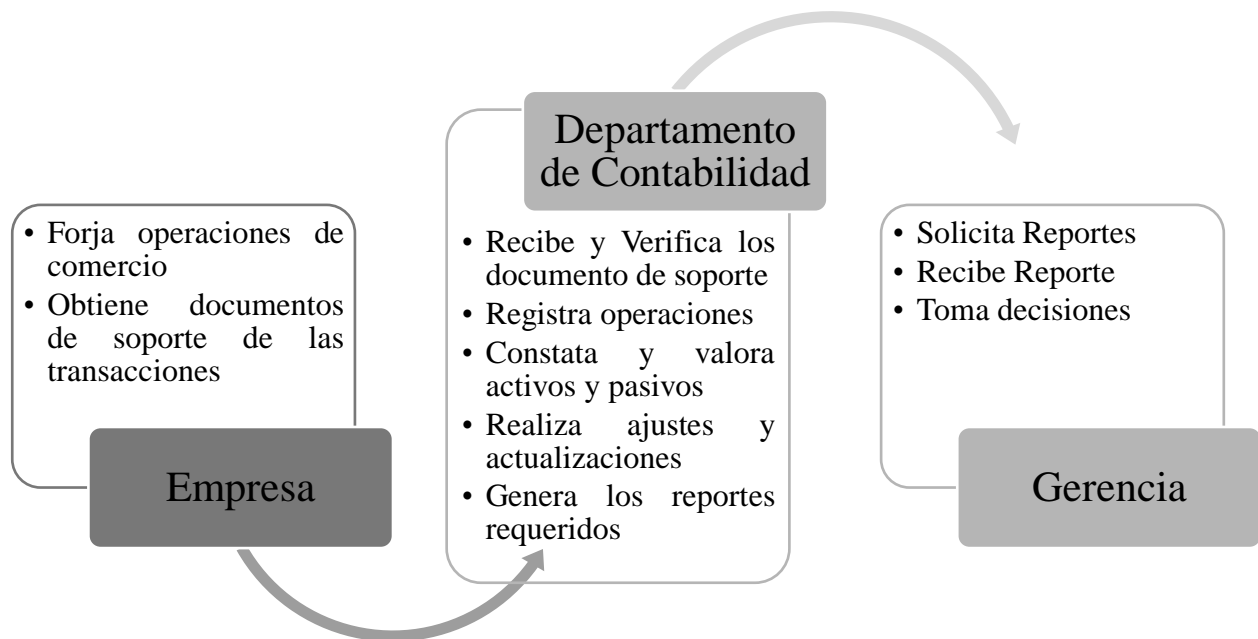 • Forja operaciones de
comercio
• Obtiene documentos
de soporte de las
transacciones
Empresa
Departamento
de Contabilidad
• Recibe y Verifica los
documento de soporte
• Registra operaciones
• Constata y valora
activos y pasivos
• Realiza ajustes y
actualizaciones
• Genera los reportes
requeridos
• Solicita Reportes
• Recibe Reporte
• Toma decisiones
Gerencia